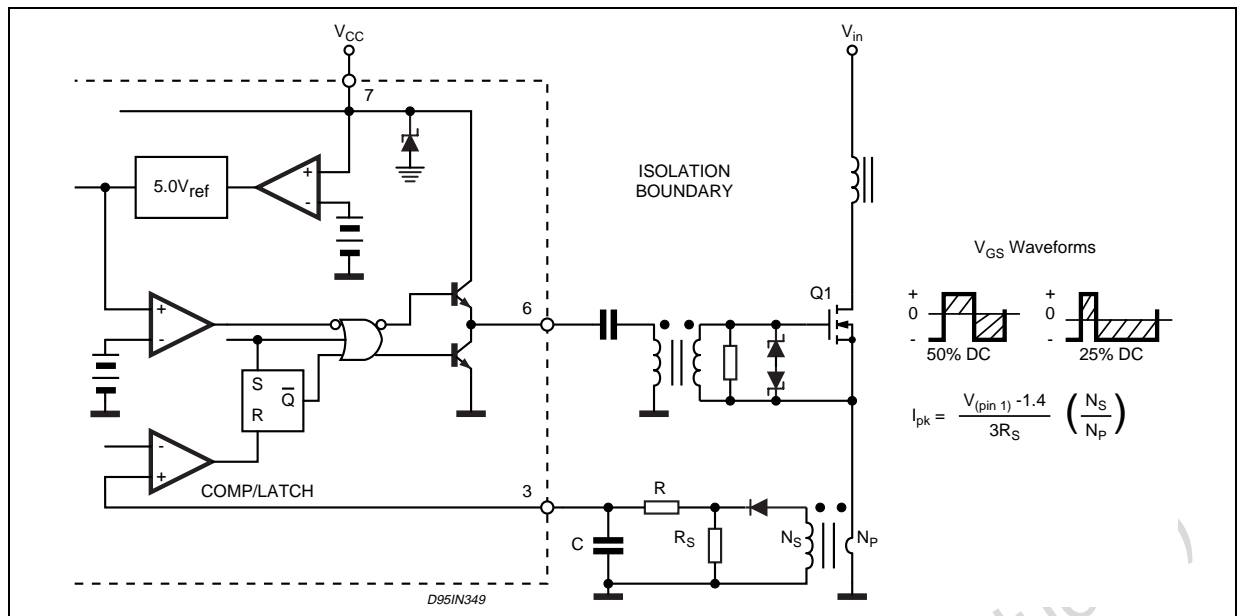 V_CC
V_in
7
5.0V_ref
+
-
ISOLATION
BOUNDARY
V_GS Waveforms
+
0
-
50% DC
+
0
-
25% DC
Q1
6
+
-
S
R
Q̅
I_pk = (V_(pin 1) -1.4) / (3R_S) (N_S / N_P)
-
+
COMP/LATCH
3
R
C
R_S
N_S
N_P
D95IN349